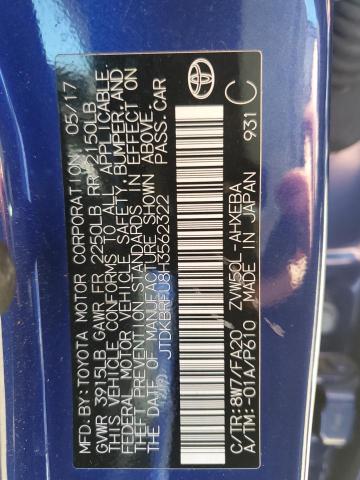 MFD.BY:TOYOTA MOTOR CORPORATION 05/17
GVWR 3915LB GAWR FR 2250LB RR 2150LB
THIS VEHICLE CONFORMS TO ALL APPLICABLE
FEDERAL MOTOR VEHICLE SAFETY, BUMPER, AND
THEFT PREVENTION STANDARDS IN EFFECT ON
THE DATE OF MANUFACTURE SHOWN ABOVE.
JTDKBRFU8H3562322 PASS.CAR
C/TR:8W7/FA20 ZVW50L-AHXEBA
A/TM:-01A/P610 MADE IN JAPAN 931
C
TOYOTA